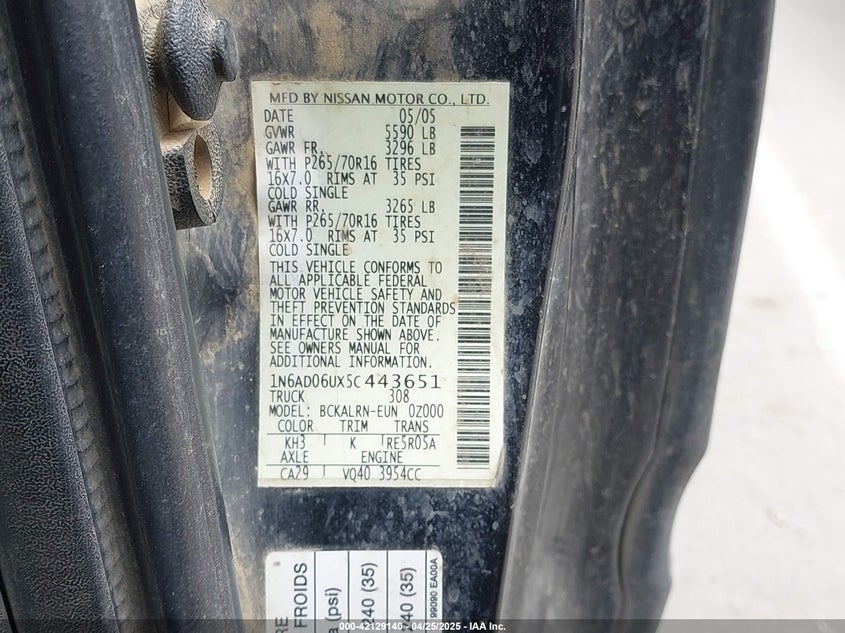 MFD BY NISSAN MOTOR CO., LTD.
DATE 05/05
GVWR 5590 LB
GAWR FR. 3296 LB
WITH P265/70R16 TIRES
16X7.0 RIMS AT 35 PSI
COLD SINGLE
GAWR RR. 3265 LB
WITH P265/70R16 TIRES
16X7.0 RIMS AT 35 PSI
COLD SINGLE
THIS VEHICLE CONFORMS TO
ALL APPLICABLE FEDERAL
MOTOR VEHICLE SAFETY AND
THEFT PREVENTION STANDARDS
IN EFFECT ON THE DATE OF
MANUFACTURE SHOWN ABOVE.
SEE OWNERS MANUAL FOR
ADDITIONAL INFORMATION.
1N6AD06UX5C443651
TRUCK 308
MODEL: BCKALRN-EUN 0Z000
COLOR TRIM TRANS
KH3 K RE5R05A
AXLE ENGINE
CA29 VQ40 3954CC
FROIDS
(psi)
40 (35)
40 (35)
99090 EA00A
000-42129140 - 04/25/2025 - IAA Inc.